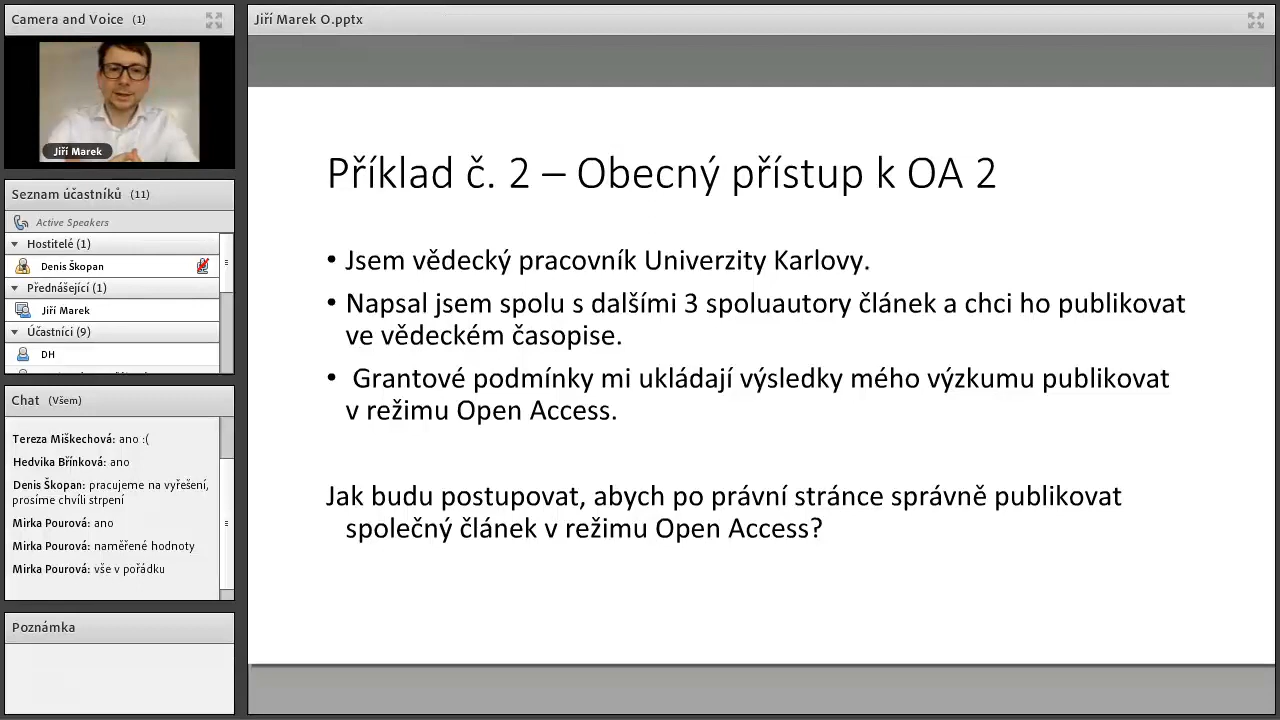 Camera and Voice (1)
Jiří Marek
Seznam účastníků (11)
Active Speakers
Hostitelé (1)
Denis Škopan
Přednášející (1)
Jiří Marek
Účastníci (9)
DH
Chat (Všem)
Tereza Miškechová: ano :(
Hedvika Břínková: ano
Denis Škopan: pracujeme na vyřešení,
prosíme chvíli strpení
Mirka Pourová: ano
Mirka Pourová: naměřené hodnoty
Mirka Pourová: vše v pořádku
Poznámka
Jiří Marek O.pptx
Příklad č. 2 – Obecný přístup k OA 2
• Jsem vědecký pracovník Univerzity Karlovy.
• Napsal jsem spolu s dalšími 3 spoluautory článek a chci ho publikovat
ve vědeckém časopise.
• Grantové podmínky mi ukládají výsledky mého výzkumu publikovat
v režimu Open Access.
Jak budu postupovat, abych po právní stránce správně publikovat
společný článek v režimu Open Access?